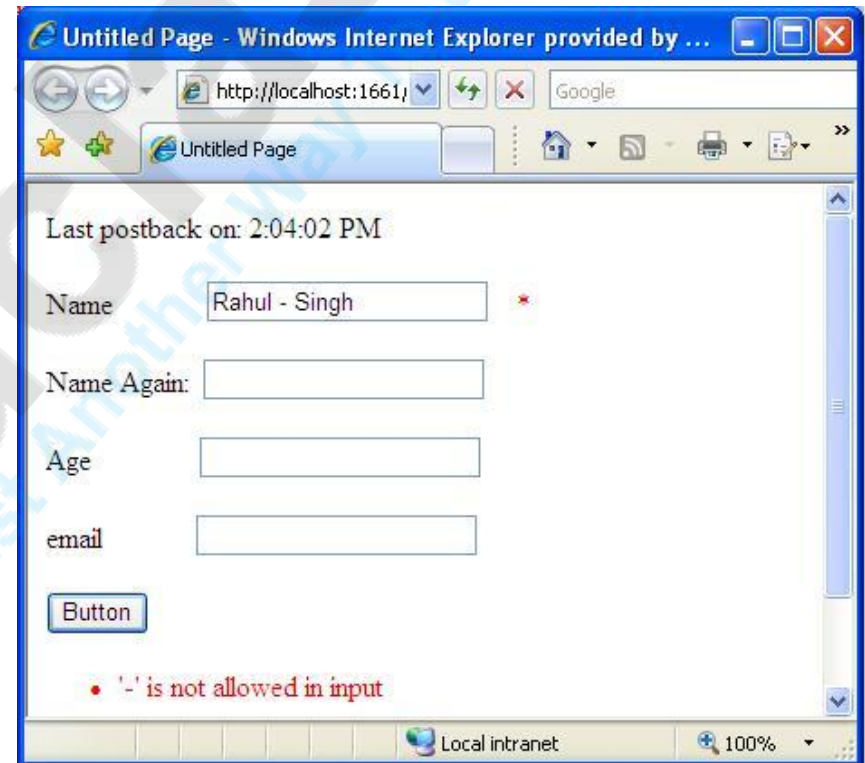 Untitled Page - Windows Internet Explorer provided by ...
http://localhost:1661/
Google
Untitled Page
Last postback on: 2:04:02 PM
Name Rahul - Singh *
Name Again:
Age
email
Button
• '-' is not allowed in input
Local intranet 100%